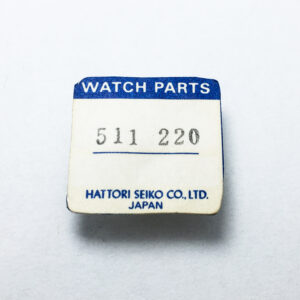 WATCH PARTS
511 220
HATTORI SEIKO CO., LTD.
JAPAN